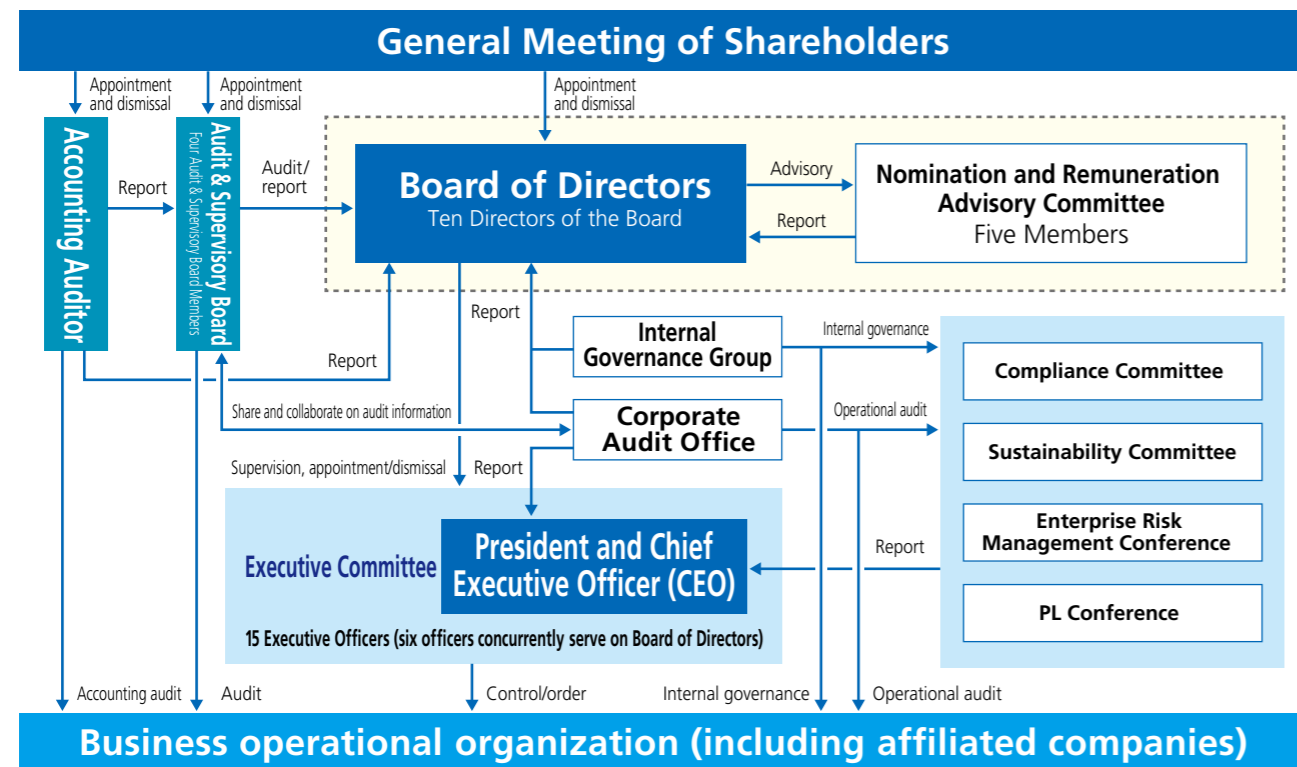 General Meeting of Shareholders
Appointment
and dismissal
Appointment
and dismissal
Appointment
and dismissal
Accounting Auditor
Report
Audit & Supervisory Board
Four Audit & Supervisory Board Members
Audit/
report
Board of Directors
Ten Directors of the Board
Advisory
Report
Nomination and Remuneration
Advisory Committee
Five Members
Report
Report
Internal
Governance Group
Internal governance
Share and collaborate on audit information
Corporate
Audit Office
Operational audit
Compliance Committee
Sustainability Committee
Enterprise Risk
Management Conference
PL Conference
Supervision, appointment/dismissal
Report
Executive Committee
President and Chief
Executive Officer (CEO)
Report
15 Executive Officers (six officers concurrently serve on Board of Directors)
Accounting audit
Audit
Control/order
Internal governance
Operational audit
Business operational organization (including affiliated companies)